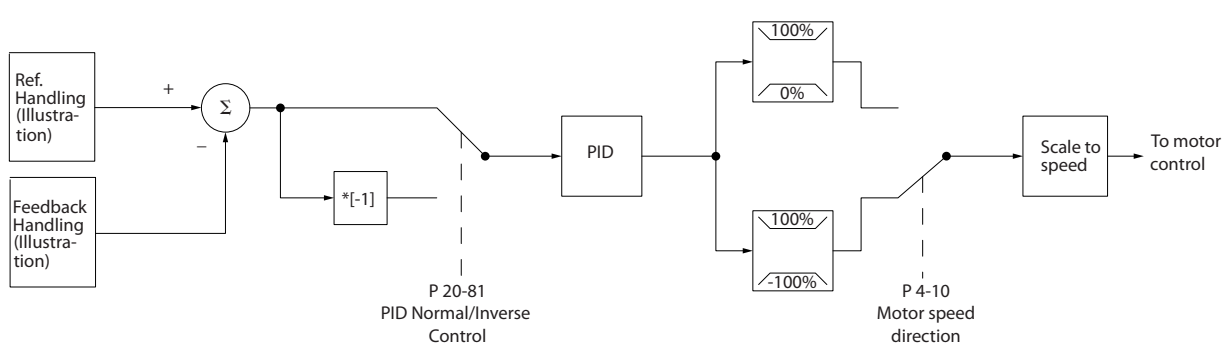 Ref.
Handling
(Illustra-
tion)
+
Σ
−
Feedback
Handling
(Illustra-
tion)
*[-1]
P 20-81
PID Normal/Inverse
Control
PID
100%
0%
100%
-100%
P 4-10
Motor speed
direction
Scale to
speed
To motor
control